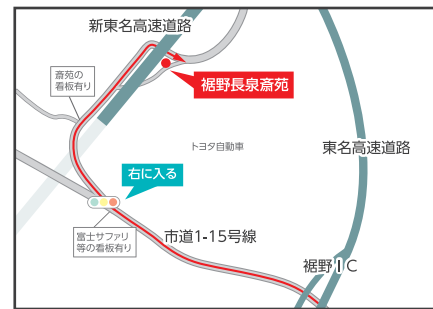 新東名高速道路
斎苑の
看板有り
裾野長泉斎苑
トヨタ自動車
東名高速道路
右に入る
富士サファリ
等の看板有り
市道1-15号線
裾野IC